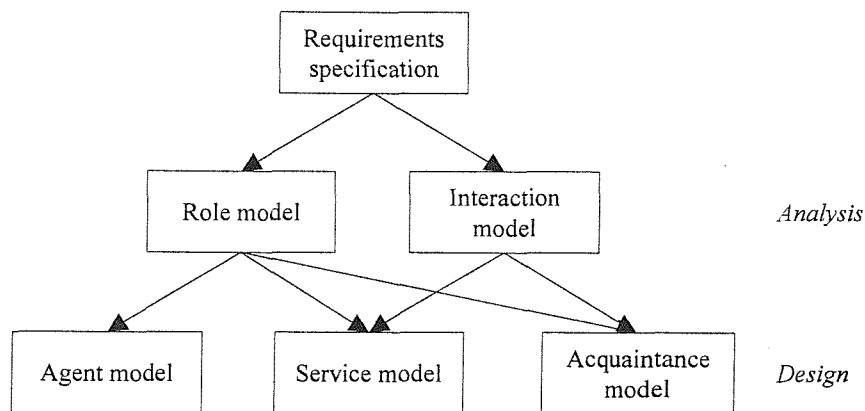 Requirements
specification
Role model
Interaction
model
Analysis
Agent model
Service model
Acquaintance
model
Design